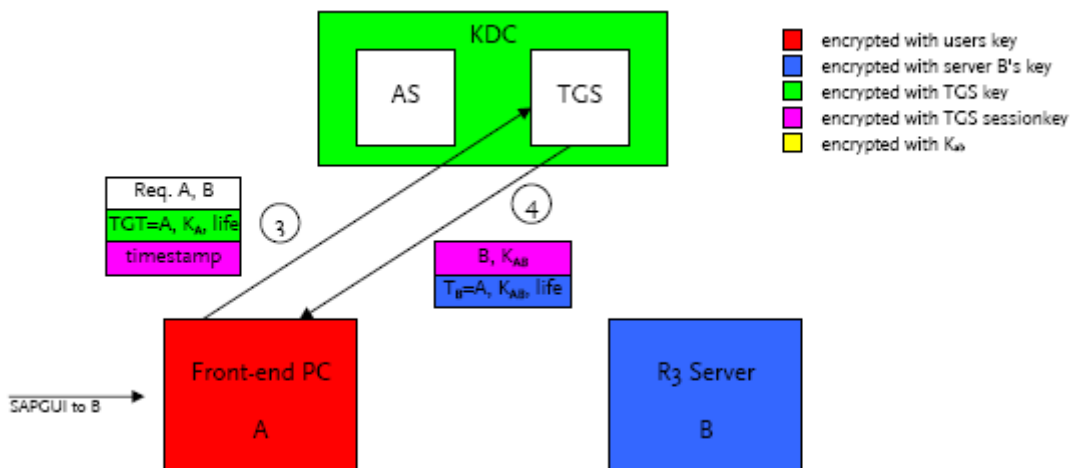 KDC
AS
TGS
encrypted with users key
encrypted with server B's key
encrypted with TGS key
encrypted with TGS sessionkey
encrypted with Kab
Req. A, B
TGT=A, KA, life
timestamp
3
4
B, KAB
TB=A, KAB, life
Front-end PC
A
R3 Server
B
SAPGUI to B